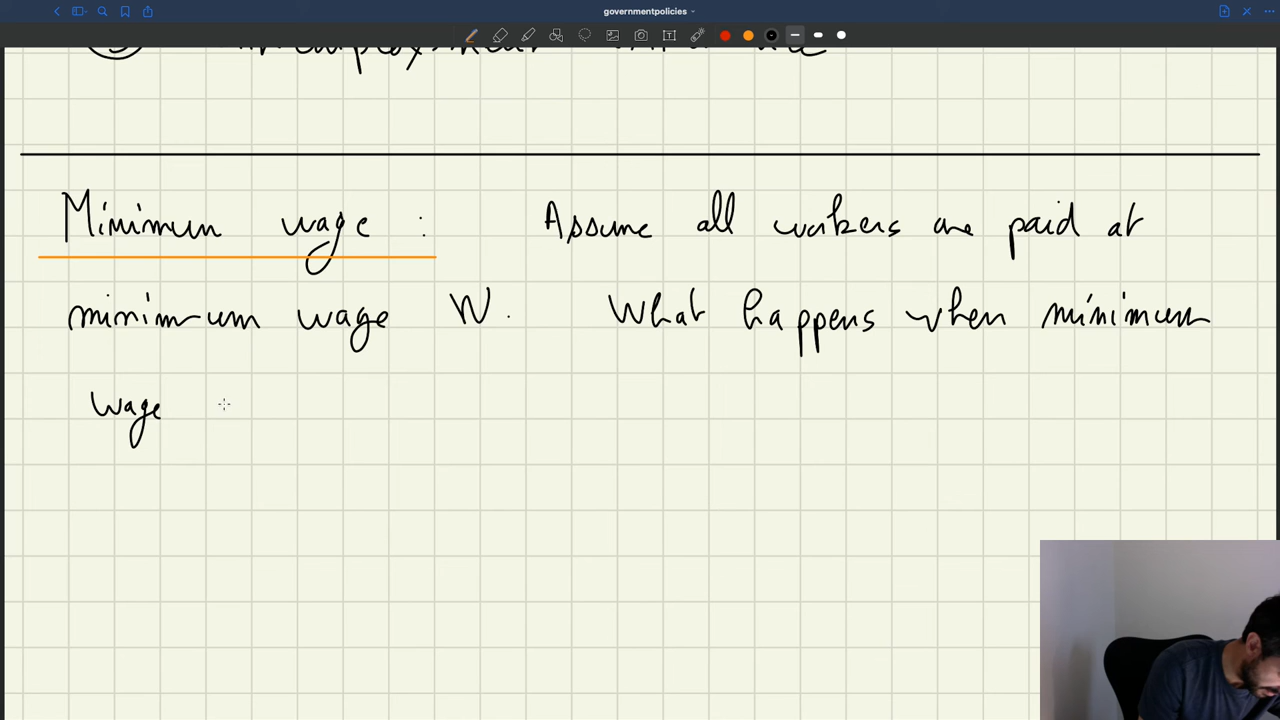 governmentpolicies
Minimum wage : Assume all workers are paid at
minimum wage W. What happens when minimum
wage